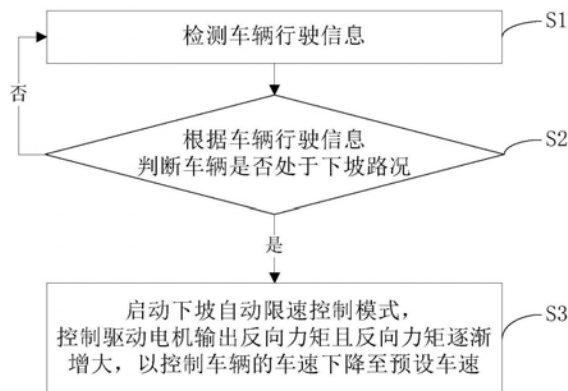 检测车辆行驶信息
S1
否
根据车辆行驶信息
判断车辆是否处于下坡路况
S2
是
启动下坡自动限速控制模式，
控制驱动电机输出反向力矩且反向力矩逐渐
增大，以控制车辆的车速下降至预设车速
S3